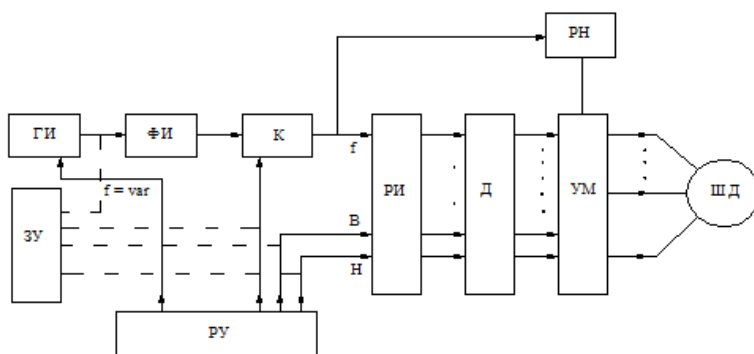 РН
ГИ
ФИ
К
f
f = var
РИ
Д
УМ
ШД
ЗУ
В
Н
РУ